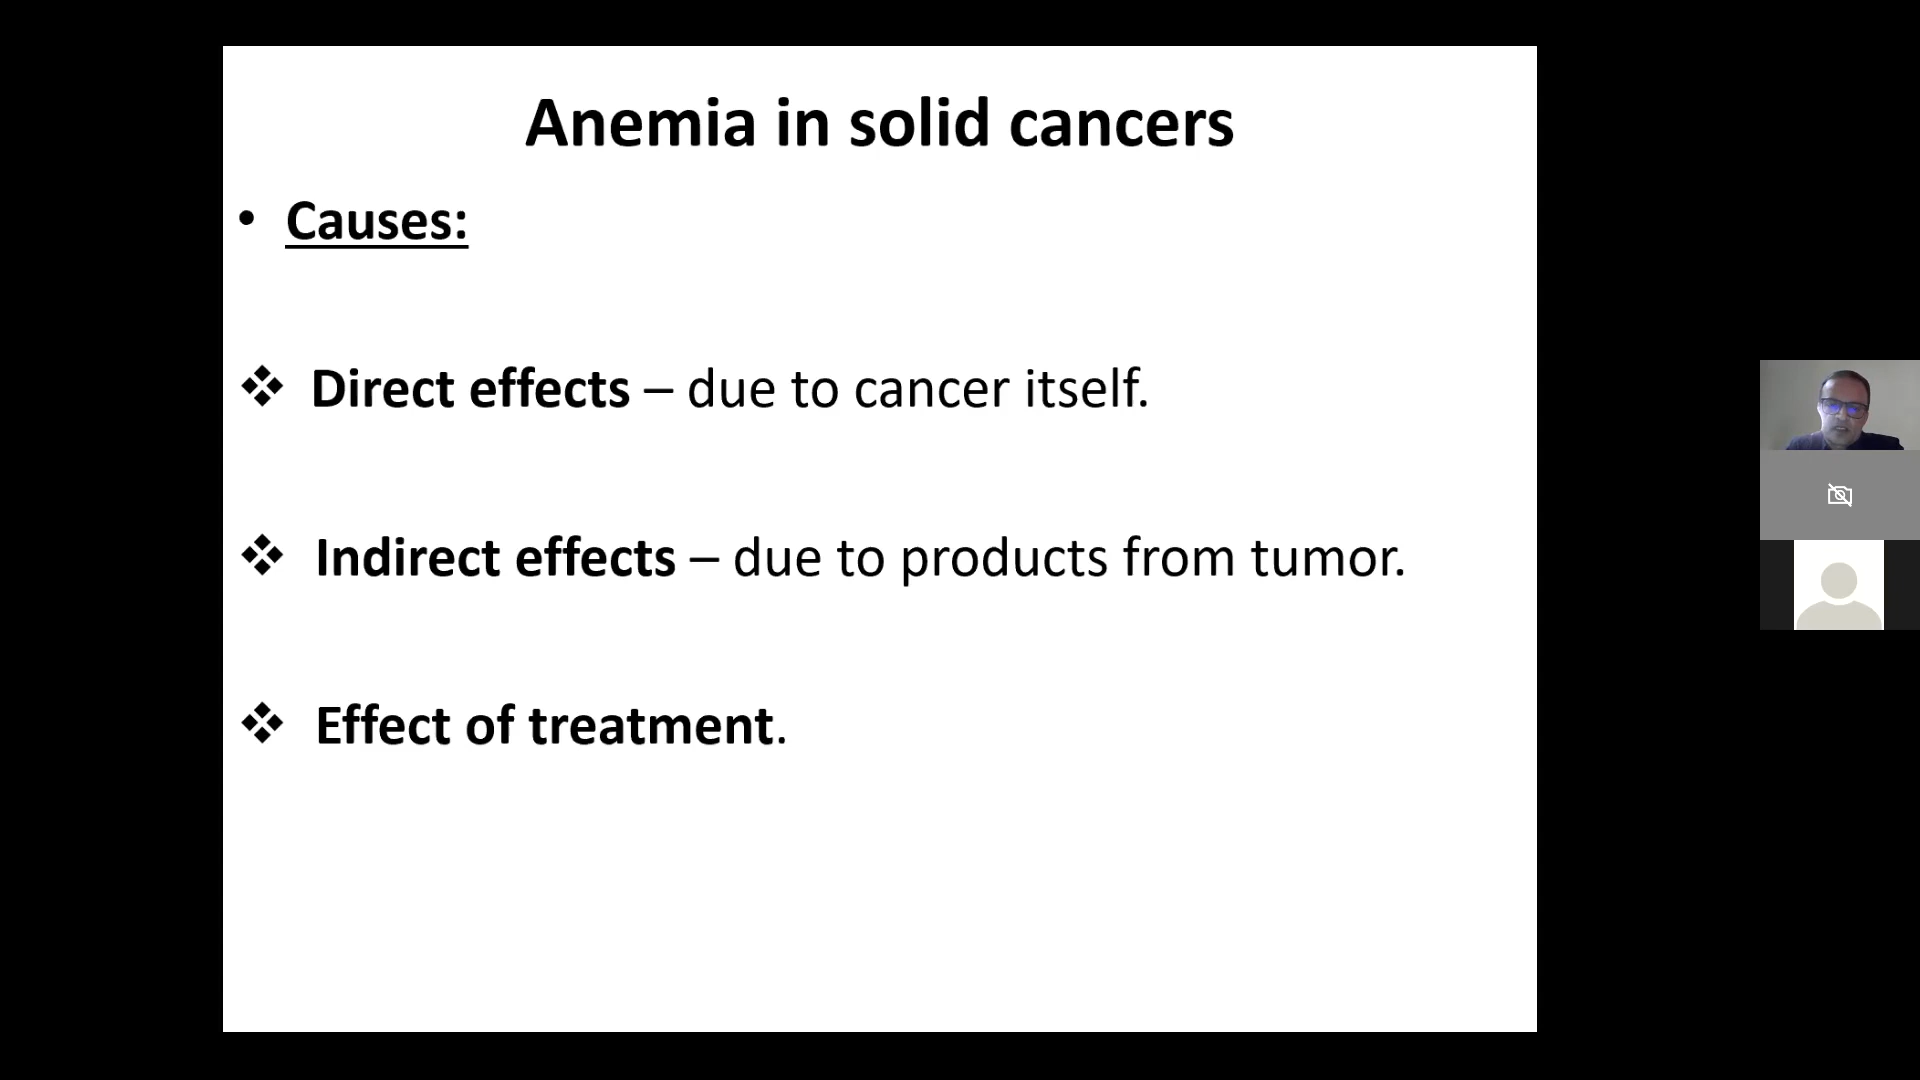 Anemia in solid cancers
• Causes:
❖ Direct effects – due to cancer itself.
❖ Indirect effects – due to products from tumor.
❖ Effect of treatment.